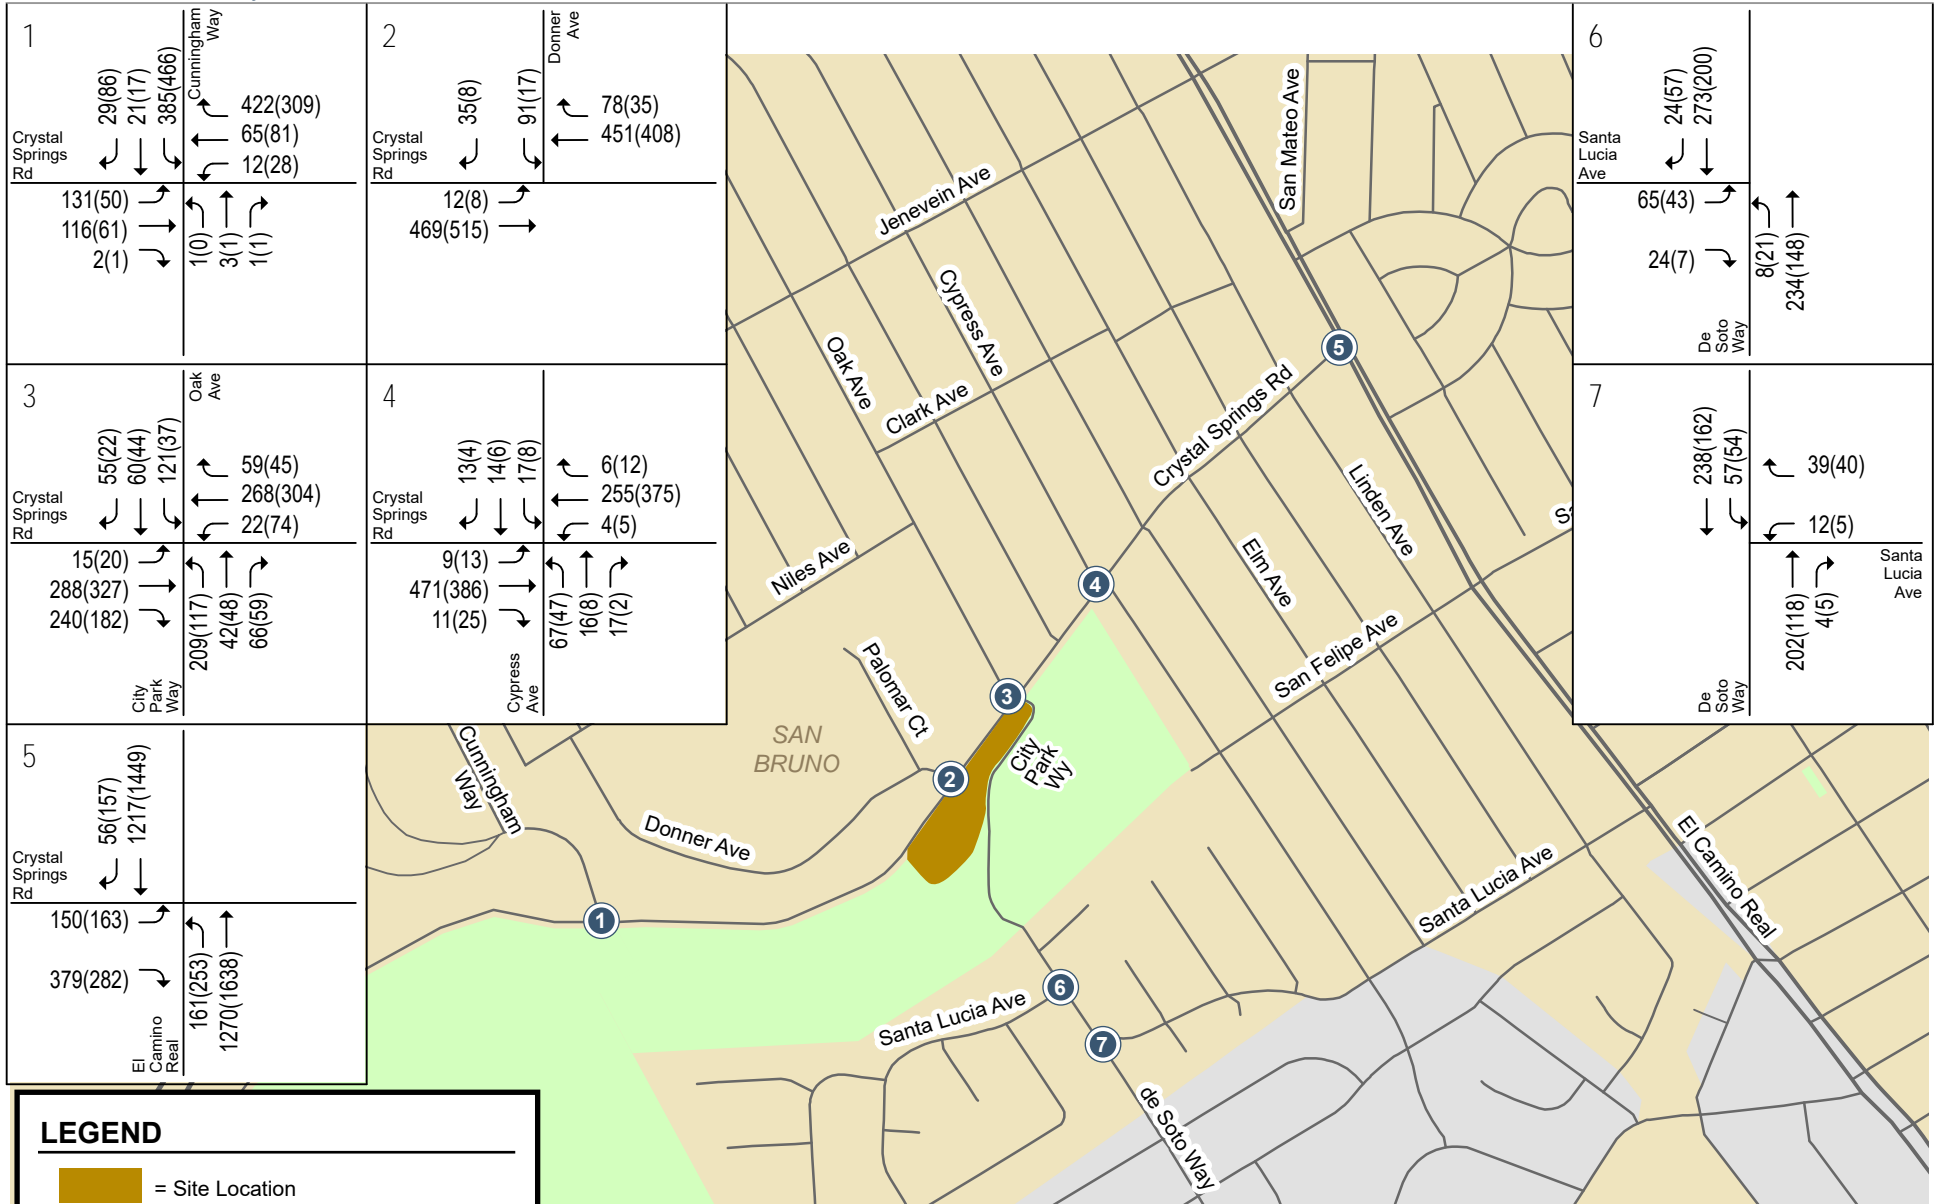 1
Cunningham
Way
29(86)
21(17)
385(466)
422(309)
65(81)
12(28)
Crystal
Springs
Rd
131(50)
116(61)
2(1)
1(0)
3(1)
1(1)
2
Donner
Ave
35(8)
91(17)
78(35)
451(408)
Crystal
Springs
Rd
12(8)
469(515)
3
Oak
Ave
55(22)
60(44)
121(37)
59(45)
268(304)
22(74)
Crystal
Springs
Rd
15(20)
288(327)
240(182)
209(117)
42(48)
66(59)
City
Park
Way
4
13(4)
14(6)
17(8)
6(12)
255(375)
4(5)
Crystal
Springs
Rd
9(13)
471(386)
11(25)
67(47)
16(8)
17(2)
Cypress
Ave
5
56(157)
1217(1449)
Crystal
Springs
Rd
150(163)
379(282)
161(253)
1270(1638)
El
Camino
Real
6
24(57)
273(200)
Santa
Lucia
Ave
65(43)
24(7)
8(21)
234(148)
De
Soto
Way
7
238(162)
57(54)
39(40)
12(5)
Santa
Lucia
Ave
202(118)
4(5)
De
Soto
Way
San Mateo Ave
Jenevein Ave
Cypress Ave
Oak Ave
Clark Ave
5
Crystal Springs Rd
Linden Ave
Elm Ave
Niles Ave
4
San Felipe Ave
Palomar Ct
3
SAN
BRUNO
City
Park
Wy
2
Cunningham
Way
Donner Ave
1
El Camino Real
Santa Lucia Ave
6
Santa Lucia Ave
7
de Soto Way
LEGEND
= Site Location